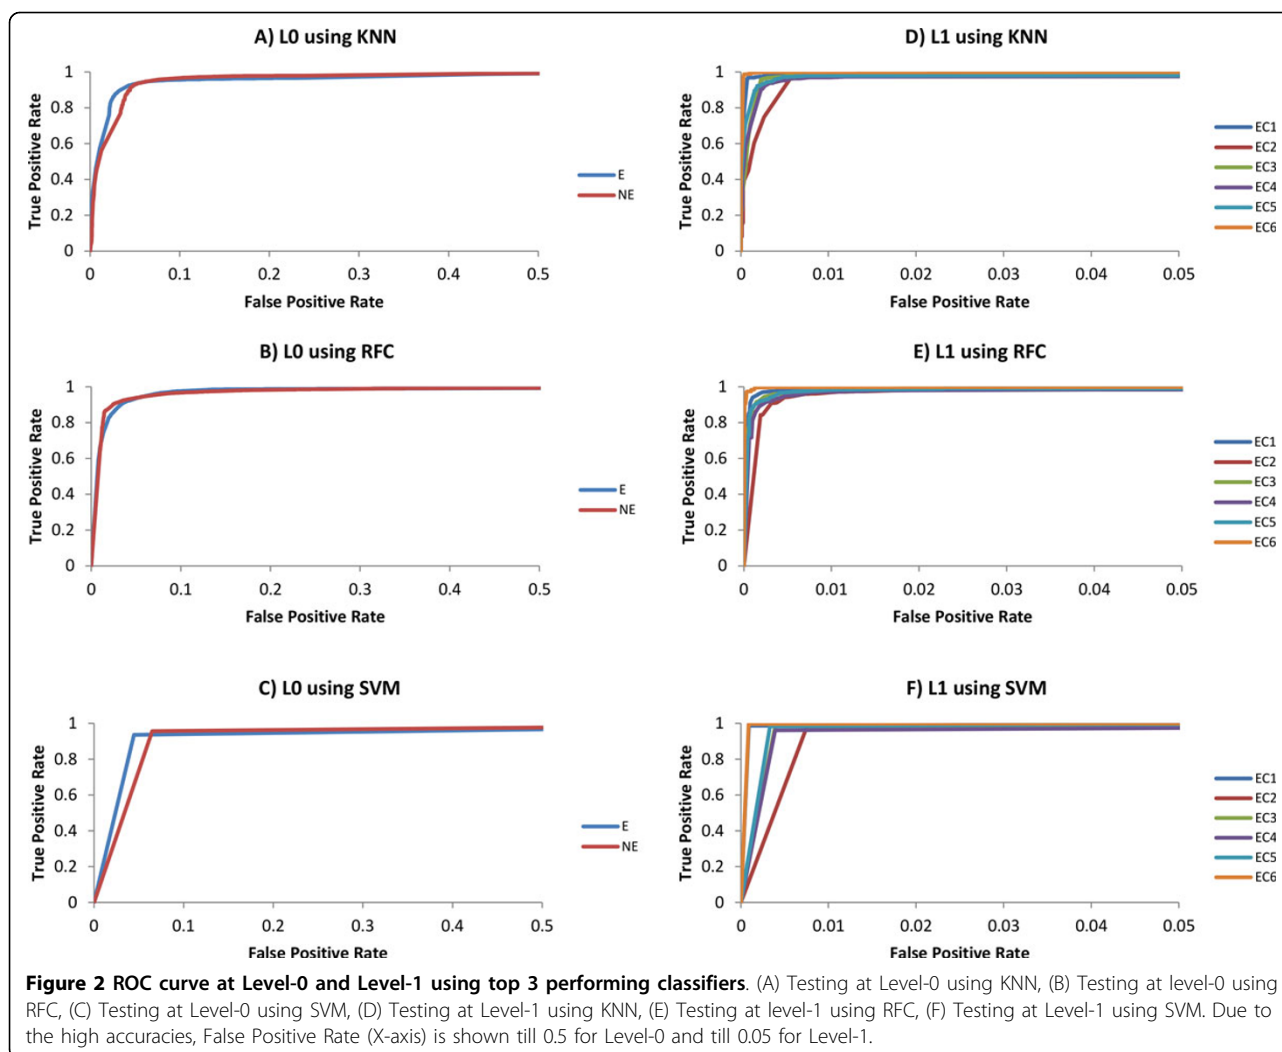 A) L0 using KNN
True Positive Rate
1
0.8
0.6
0.4
0.2
0
0
0.1
0.2
0.3
0.4
0.5
False Positive Rate
E
NE
D) L1 using KNN
True Positive Rate
1
0.8
0.6
0.4
0.2
0
0
0.01
0.02
0.03
0.04
0.05
False Positive Rate
EC1
EC2
EC3
EC4
EC5
EC6
B) L0 using RFC
True Positive Rate
1
0.8
0.6
0.4
0.2
0
0
0.1
0.2
0.3
0.4
0.5
False Positive Rate
E
NE
E) L1 using RFC
True Positive Rate
1
0.8
0.6
0.4
0.2
0
0
0.01
0.02
0.03
0.04
0.05
False Positive Rate
EC1
EC2
EC3
EC4
EC5
EC6
C) L0 using SVM
True Positive Rate
1
0.8
0.6
0.4
0.2
0
0
0.1
0.2
0.3
0.4
0.5
False Positive Rate
E
NE
F) L1 using SVM
True Positive Rate
1
0.8
0.6
0.4
0.2
0
0
0.01
0.02
0.03
0.04
0.05
False Positive Rate
EC1
EC2
EC3
EC4
EC5
EC6
Figure 2 ROC curve at Level-0 and Level-1 using top 3 performing classifiers. (A) Testing at Level-0 using KNN, (B) Testing at level-0 using
RFC, (C) Testing at Level-0 using SVM, (D) Testing at Level-1 using KNN, (E) Testing at level-1 using RFC, (F) Testing at Level-1 using SVM. Due to
the high accuracies, False Positive Rate (X-axis) is shown till 0.5 for Level-0 and till 0.05 for Level-1.